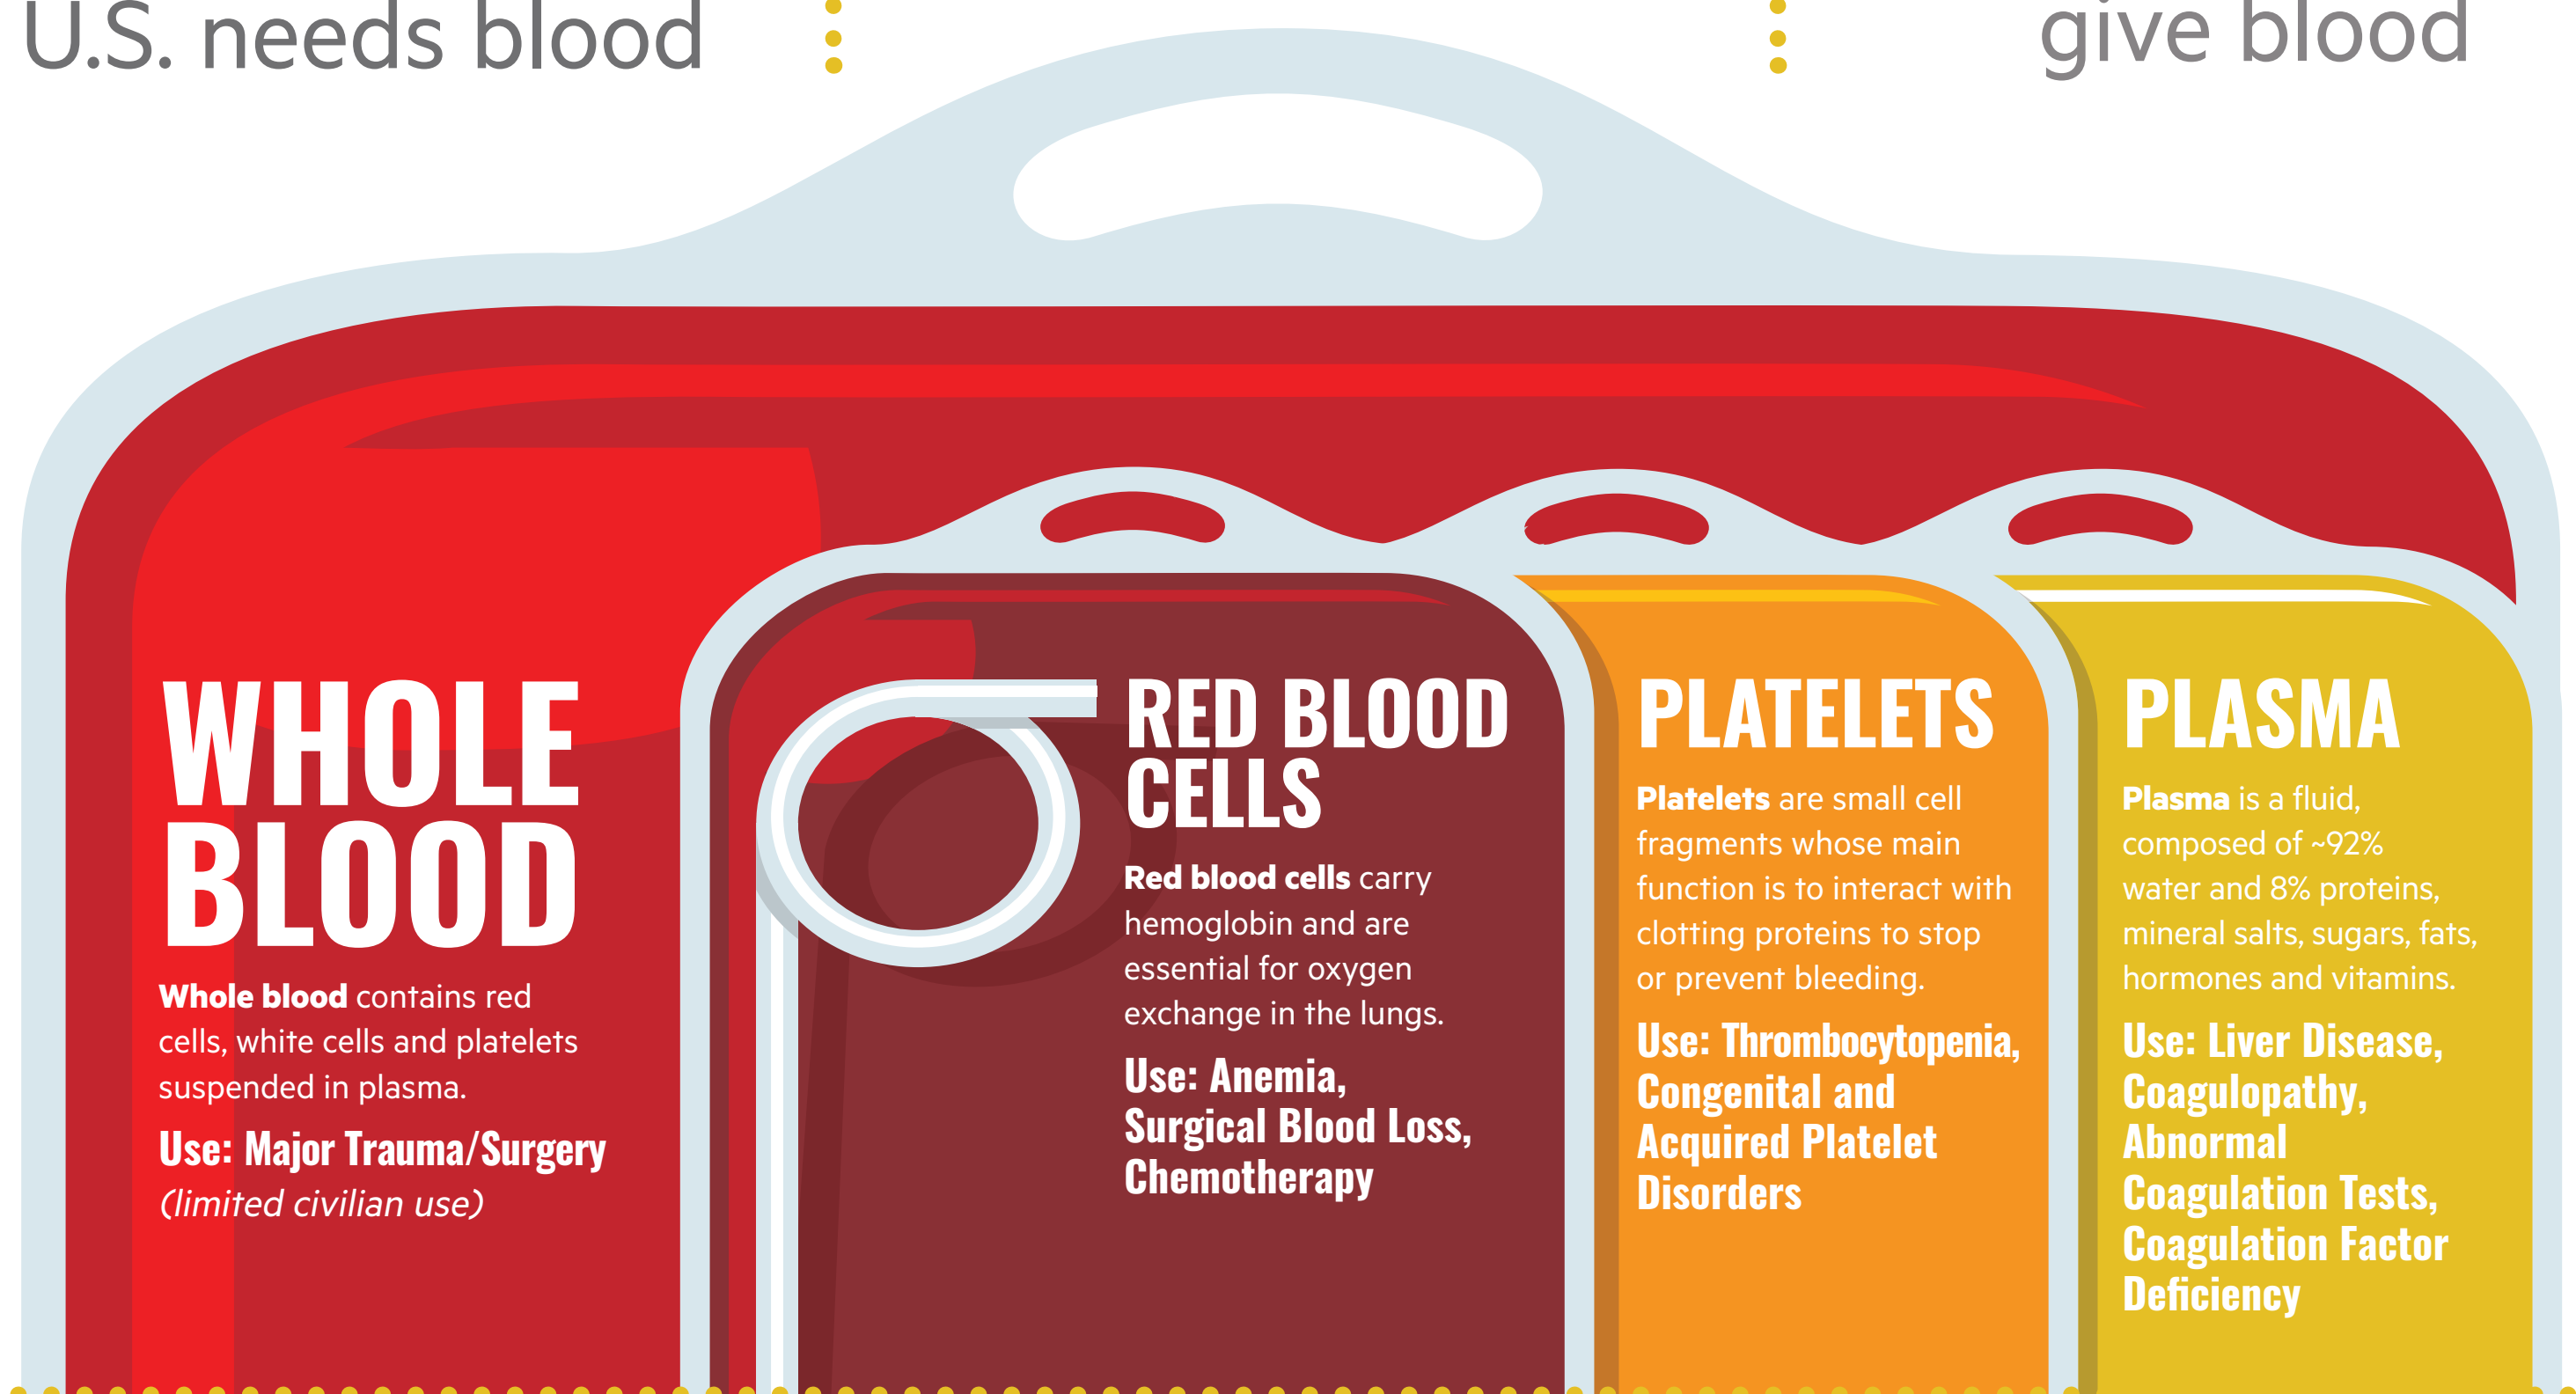 U.S. needs blood
give blood
WHOLE
BLOOD
Whole blood contains red
cells, white cells and platelets
suspended in plasma.
Use: Major Trauma/Surgery
(limited civilian use)
RED BLOOD
CELLS
Red blood cells carry
hemoglobin and are
essential for oxygen
exchange in the lungs.
Use: Anemia,
Surgical Blood Loss,
Chemotherapy
PLATELETS
Platelets are small cell
fragments whose main
function is to interact with
clotting proteins to stop
or prevent bleeding.
Use: Thrombocytopenia,
Congenital and
Acquired Platelet
Disorders
PLASMA
Plasma is a fluid,
composed of ~92%
water and 8% proteins,
mineral salts, sugars, fats,
hormones and vitamins.
Use: Liver Disease,
Coagulopathy,
Abnormal
Coagulation Tests,
Coagulation Factor
Deficiency